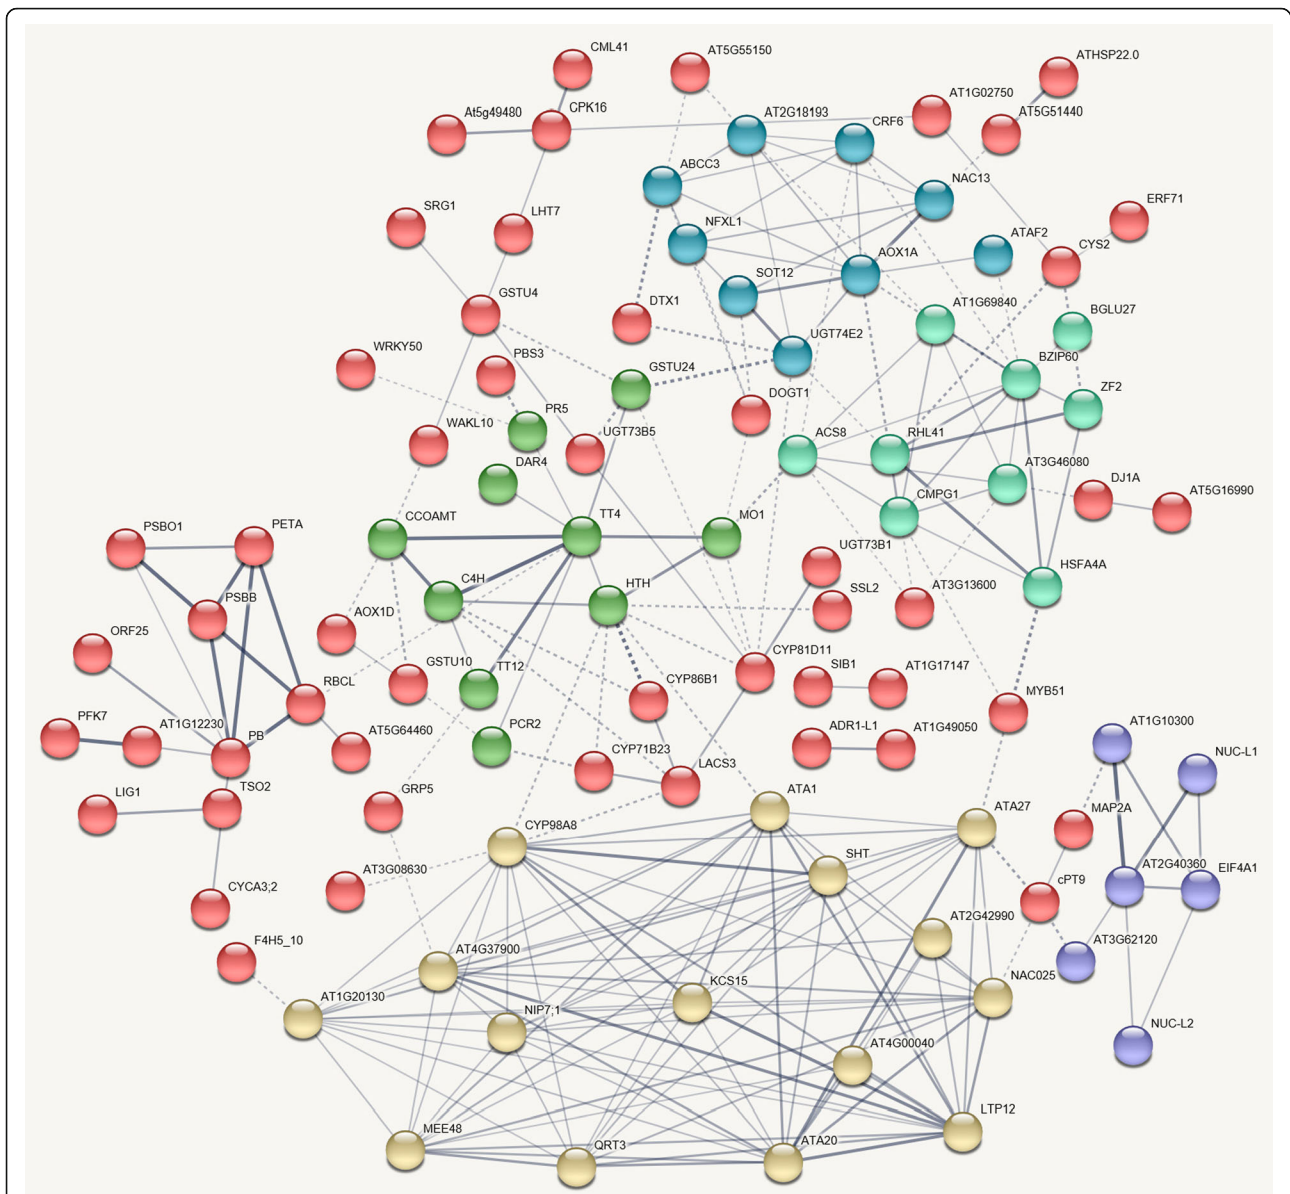 CML41
AT5G55150
ATHSP22.0
AT1G02750
At5g49480
CPK16
AT2G18193
CRF6
AT5G51440
ABCC3
NAC13
SRG1
LHT7
NFXL1
ERF71
ATAF2
CYS2
AOX1A
SOT12
GSTU4
DTX1
AT1G69840
BGLU27
UGT74E2
WRKY50
PBS3
GSTU24
BZIP60
ZF2
DOGT1
PR5
WAKL10
UGT73B5
ACS8
RHL41
DAR4
AT3G46080
DJ1A
AT5G16990
CMPG1
PSBO1
PETA
CCOAMT
TT4
MO1
UGT73B1
HSFA4A
C4H
HTH
PSBB
AOX1D
SSL2
AT3G13600
ORF25
GSTU10
TT12
CYP81D11
SIB1
AT1G17147
RBCL
CYP86B1
MYB51
PFK7
AT1G12230
PB
AT5G64460
PCR2
ADR1-L1
AT1G49050
AT1G10300
CYP71B23
LACS3
NUC-L1
LIG1
TSO2
GRP5
ATA1
ATA27
MAP2A
CYP98A8
SHT
AT3G08630
AT2G40360
EIF4A1
CYCA3;2
cPT9
AT2G42990
F4H5_10
AT4G37900
AT3G62120
NAC025
AT1G20130
NIP7;1
KCS15
NUC-L2
AT4G00040
MEE48
QRT3
ATA20
LTP12